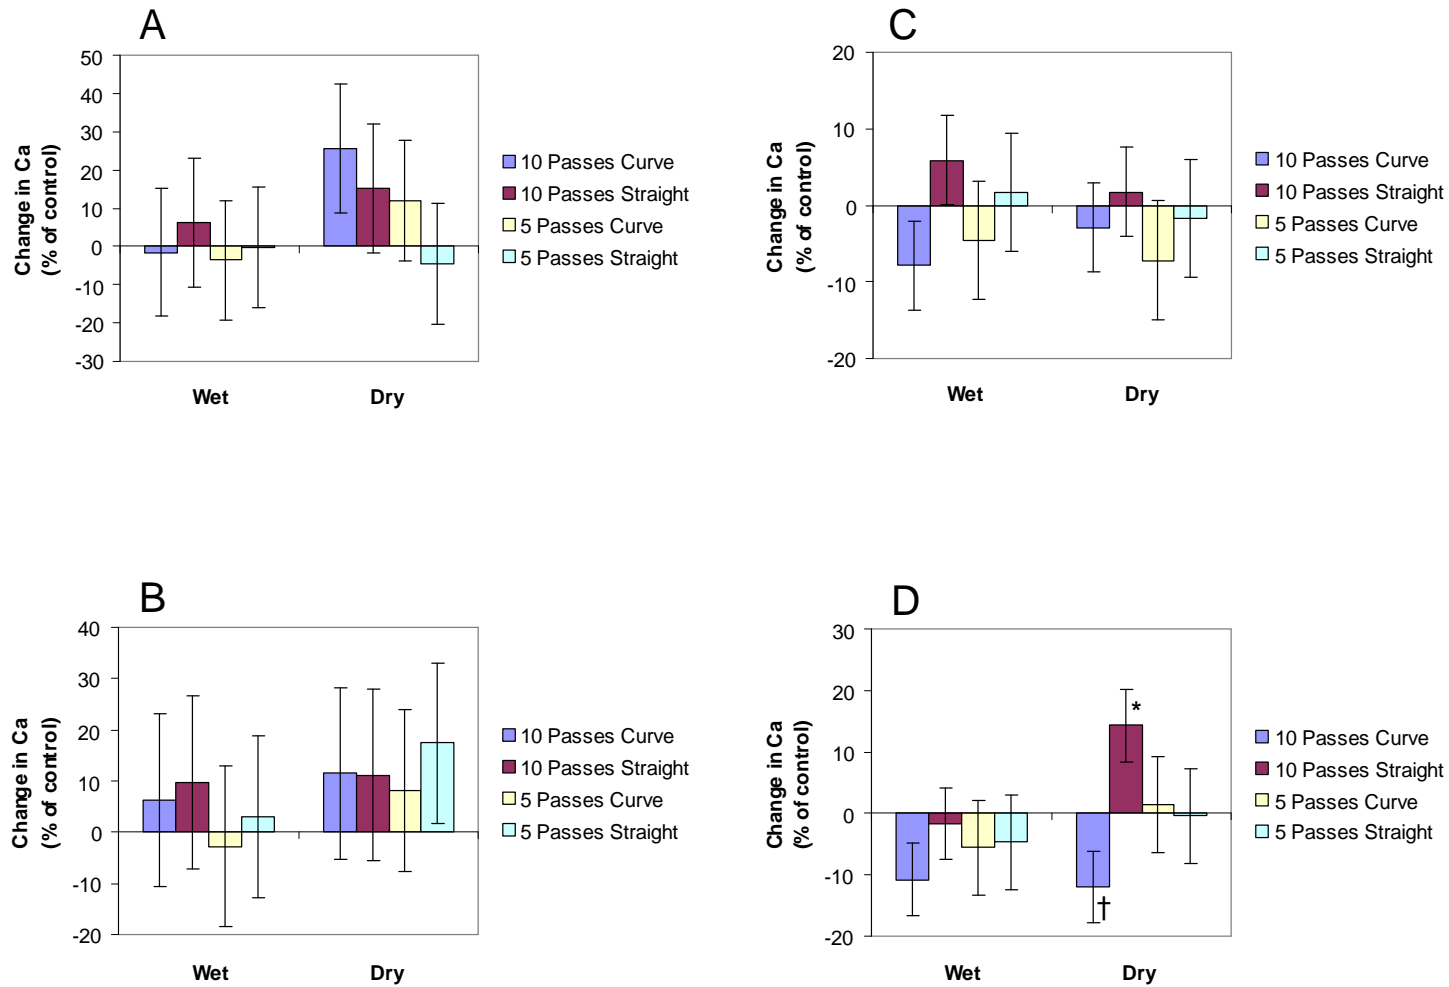 A
Change in Ca
(% of control)
50
40
30
20
10
0
-10
-20
-30
Wet
Dry
10 Passes Curve
10 Passes Straight
5 Passes Curve
5 Passes Straight
C
Change in Ca
(% of control)
20
10
0
-10
-20
Wet
Dry
10 Passes Curve
10 Passes Straight
5 Passes Curve
5 Passes Straight
B
Change in Ca
(% of control)
40
30
20
10
0
-10
-20
Wet
Dry
10 Passes Curve
10 Passes Straight
5 Passes Curve
5 Passes Straight
D
Change in Ca
(% of control)
30
20
10
0
-10
-20
*
†
Wet
Dry
10 Passes Curve
10 Passes Straight
5 Passes Curve
5 Passes Straight